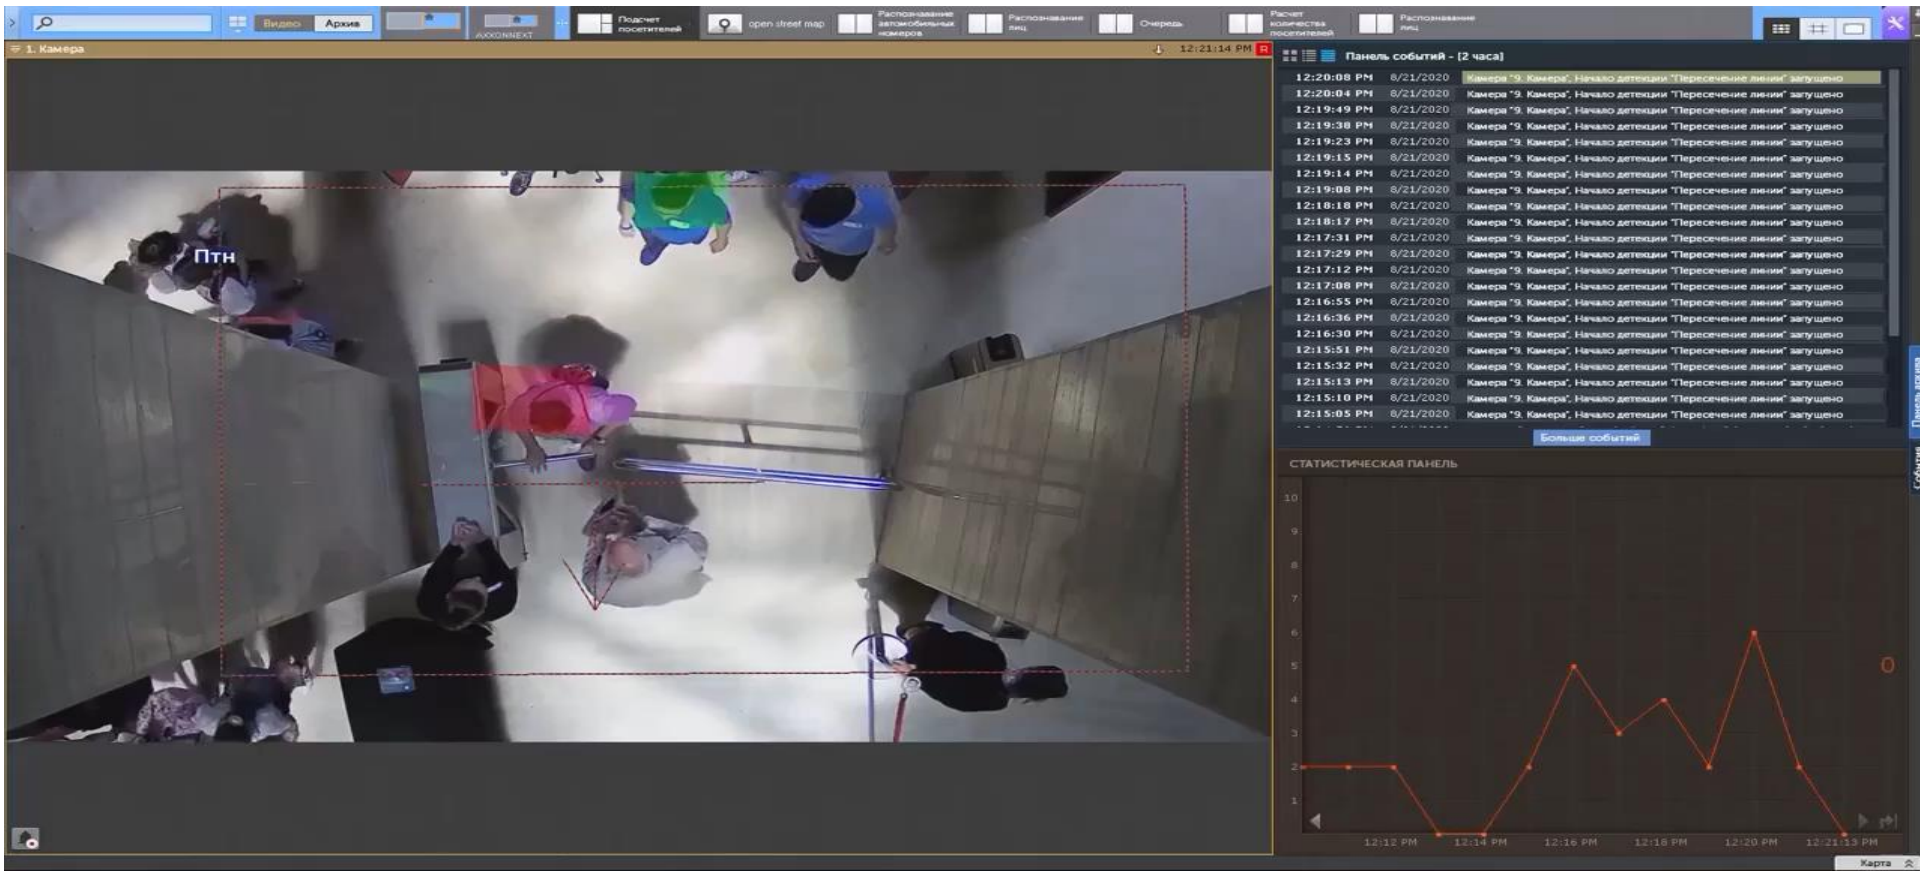 Видео
Архив
AXXONNEXT
Подсчет
посетителей
open street map
Распознавание
автомобильных
номеров
Распознавание
лиц
Очередь
Расчет
количества
посетителей
Распознавание
лиц
1. Камера
12:21:14 PM R
Птн
Панель событий - [2 часа]
12:20:08 PM 8/21/2020 Камера "9. Камера", Начало детекции "Пересечение линии" запущено
12:20:04 PM 8/21/2020 Камера "9. Камера", Начало детекции "Пересечение линии" запущено
12:19:49 PM 8/21/2020 Камера "9. Камера", Начало детекции "Пересечение линии" запущено
12:19:38 PM 8/21/2020 Камера "9. Камера", Начало детекции "Пересечение линии" запущено
12:19:23 PM 8/21/2020 Камера "9. Камера", Начало детекции "Пересечение линии" запущено
12:19:15 PM 8/21/2020 Камера "9. Камера", Начало детекции "Пересечение линии" запущено
12:19:14 PM 8/21/2020 Камера "9. Камера", Начало детекции "Пересечение линии" запущено
12:19:08 PM 8/21/2020 Камера "9. Камера", Начало детекции "Пересечение линии" запущено
12:18:18 PM 8/21/2020 Камера "9. Камера", Начало детекции "Пересечение линии" запущено
12:18:17 PM 8/21/2020 Камера "9. Камера", Начало детекции "Пересечение линии" запущено
12:17:31 PM 8/21/2020 Камера "9. Камера", Начало детекции "Пересечение линии" запущено
12:17:29 PM 8/21/2020 Камера "9. Камера", Начало детекции "Пересечение линии" запущено
12:17:12 PM 8/21/2020 Камера "9. Камера", Начало детекции "Пересечение линии" запущено
12:17:08 PM 8/21/2020 Камера "9. Камера", Начало детекции "Пересечение линии" запущено
12:16:55 PM 8/21/2020 Камера "9. Камера", Начало детекции "Пересечение линии" запущено
12:16:36 PM 8/21/2020 Камера "9. Камера", Начало детекции "Пересечение линии" запущено
12:16:30 PM 8/21/2020 Камера "9. Камера", Начало детекции "Пересечение линии" запущено
12:15:51 PM 8/21/2020 Камера "9. Камера", Начало детекции "Пересечение линии" запущено
12:15:32 PM 8/21/2020 Камера "9. Камера", Начало детекции "Пересечение линии" запущено
12:15:13 PM 8/21/2020 Камера "9. Камера", Начало детекции "Пересечение линии" запущено
12:15:10 PM 8/21/2020 Камера "9. Камера", Начало детекции "Пересечение линии" запущено
12:15:05 PM 8/21/2020 Камера "9. Камера", Начало детекции "Пересечение линии" запущено
Больше событий
Панель архива
События
СТАТИСТИЧЕСКАЯ ПАНЕЛЬ
10
9
8
7
6
5
4
3
2
1
0
12:12 PM 12:14 PM 12:16 PM 12:18 PM 12:20 PM 12:21:13 PM
Карта